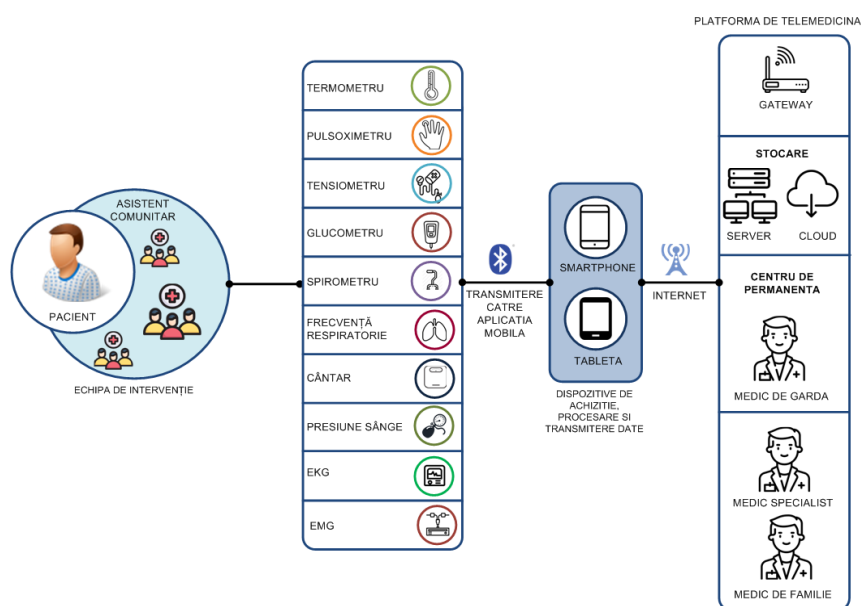 PLATFORMA DE TELEMEDICINA
ASISTENT
COMUNITAR
PACIENT
ECHIPA DE INTERVENȚIE
TERMOMETRU
PULSOXIMETRU
TENSIOMETRU
GLUCOMETRU
SPIROMETRU
FRECVENȚĂ
RESPIRATORIE
CÂNTAR
PRESIUNE SÂNGE
EKG
EMG
TRANSMITERE
CATRE
APLICATIA
MOBILA
SMARTPHONE
TABLETA
DISPOZITIVE DE
ACHIZITIE,
PROCESARE SI
TRANSMITERE DATE
INTERNET
GATEWAY
STOCARE
SERVER
CLOUD
CENTRU DE
PERMANENTA
MEDIC DE GARDA
MEDIC SPECIALIST
MEDIC DE FAMILIE